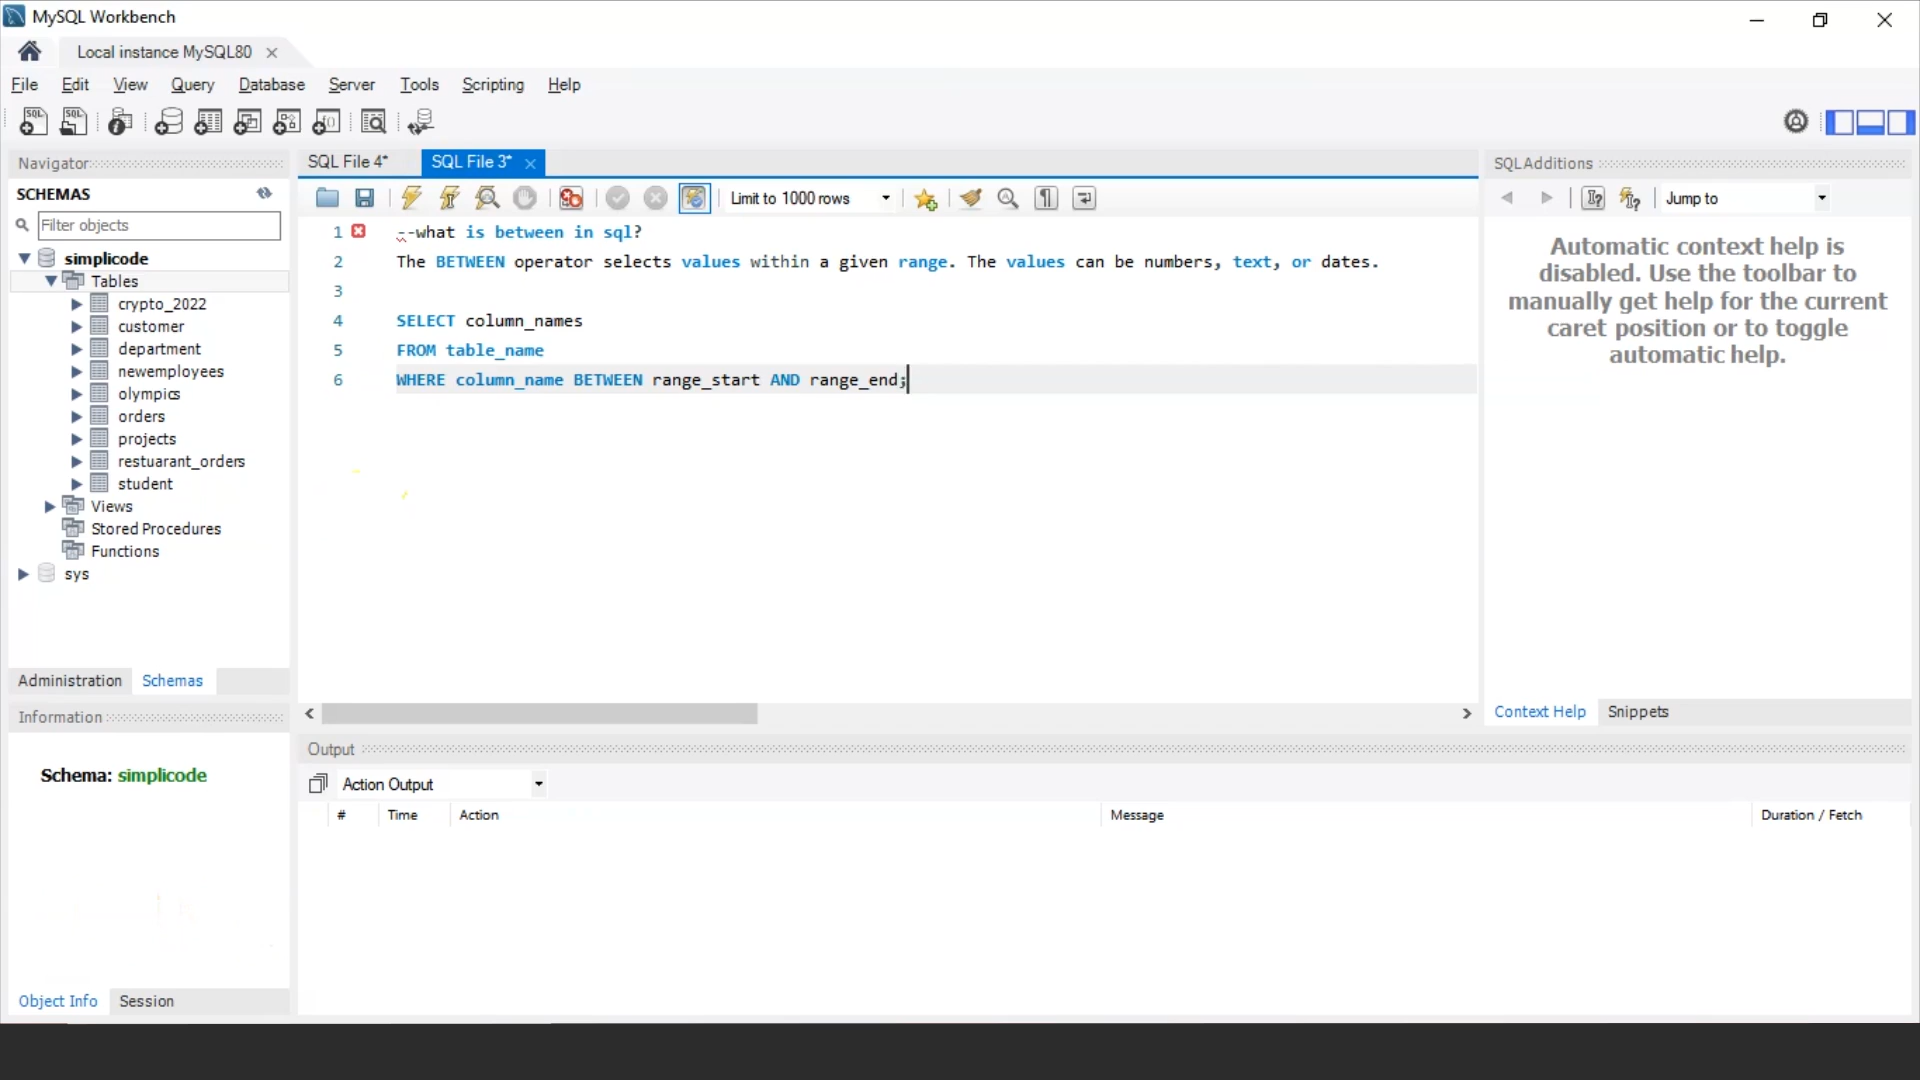 MySQL Workbench
Local instance MySQL80
File Edit View Query Database Server Tools Scripting Help
Navigator
SCHEMAS
Filter objects
simplicode
Tables
crypto_2022
customer
department
newemployees
olympics
orders
projects
restuarant_orders
student
Views
Stored Procedures
Functions
sys
Administration Schemas
Information
Schema: simplicode
Object Info Session
SQL File 4* SQL File 3*
Limit to 1000 rows
1 --what is between in sql?
2 The BETWEEN operator selects values within a given range. The values can be numbers, text, or dates.
3
4 SELECT column_names
5 FROM table_name
6 WHERE column_name BETWEEN range_start AND range_end;
SQLAdditions
Jump to
Automatic context help is
disabled. Use the toolbar to
manually get help for the current
caret position or to toggle
automatic help.
Context Help Snippets
Output
Action Output
# Time Action Message Duration / Fetch